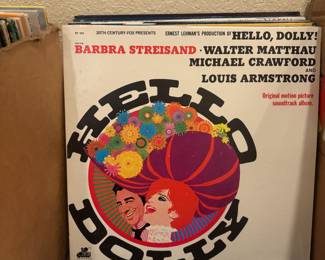 20TH CENTURY-FOX PRESENTS
ERNEST LEHMAN'S PRODUCTION OF HELLO, DOLLY!
BARBRA STREISAND · WALTER MATTHAU
MICHAEL CRAWFORD
AND
LOUIS ARMSTRONG
Original motion picture
soundtrack album.
HELLO
DOLLY